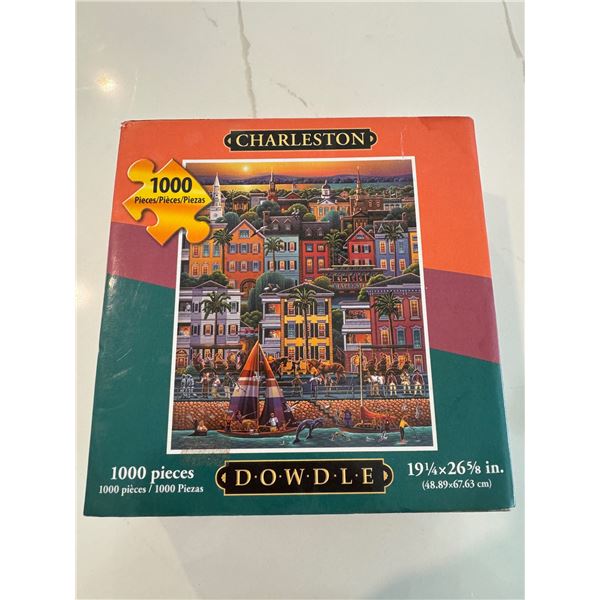 CHARLESTON
1000
Pieces/Pièces/Piezas
1000 pieces
1000 pièces / 1000 Piezas
D·O·W·D·L·E
19¼×26⅝ in.
(48.89×67.63 cm)